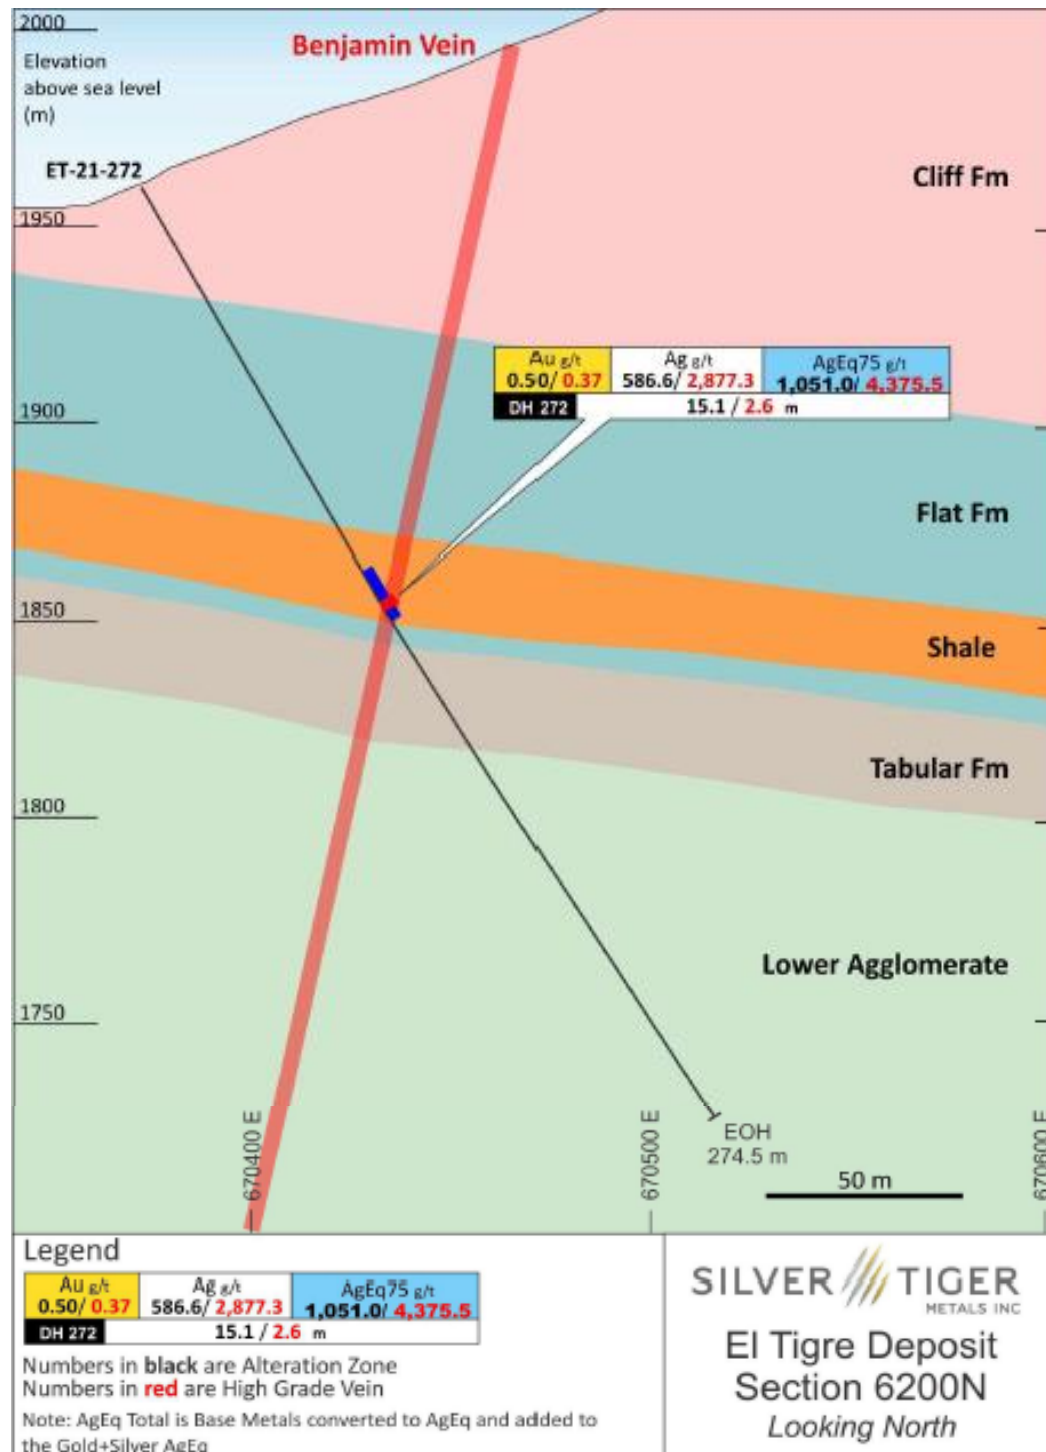 2000
Benjamin Vein
Elevation
above sea level
(m)
ET-21-272
Cliff Fm
1950
Au g/t Ag g/t AgEq75 g/t
0.50/ 0.37 586.6/ 2,877.3 1,051.0/ 4,375.5
DH 272 15.1 / 2.6 m
1900
Flat Fm
1850
Shale
Tabular Fm
1800
Lower Agglomerate
1750
670400 E
670500 E
670600 E
EOH
274.5 m
50 m
Legend
Au g/t Ag g/t AgEq75 g/t
0.50/ 0.37 586.6/ 2,877.3 1,051.0/ 4,375.5
DH 272 15.1 / 2.6 m
Numbers in black are Alteration Zone
Numbers in red are High Grade Vein
Note: AgEq Total is Base Metals converted to AgEq and added to
the Gold+Silver AgEq
SILVER TIGER
METALS INC
El Tigre Deposit
Section 6200N
Looking North